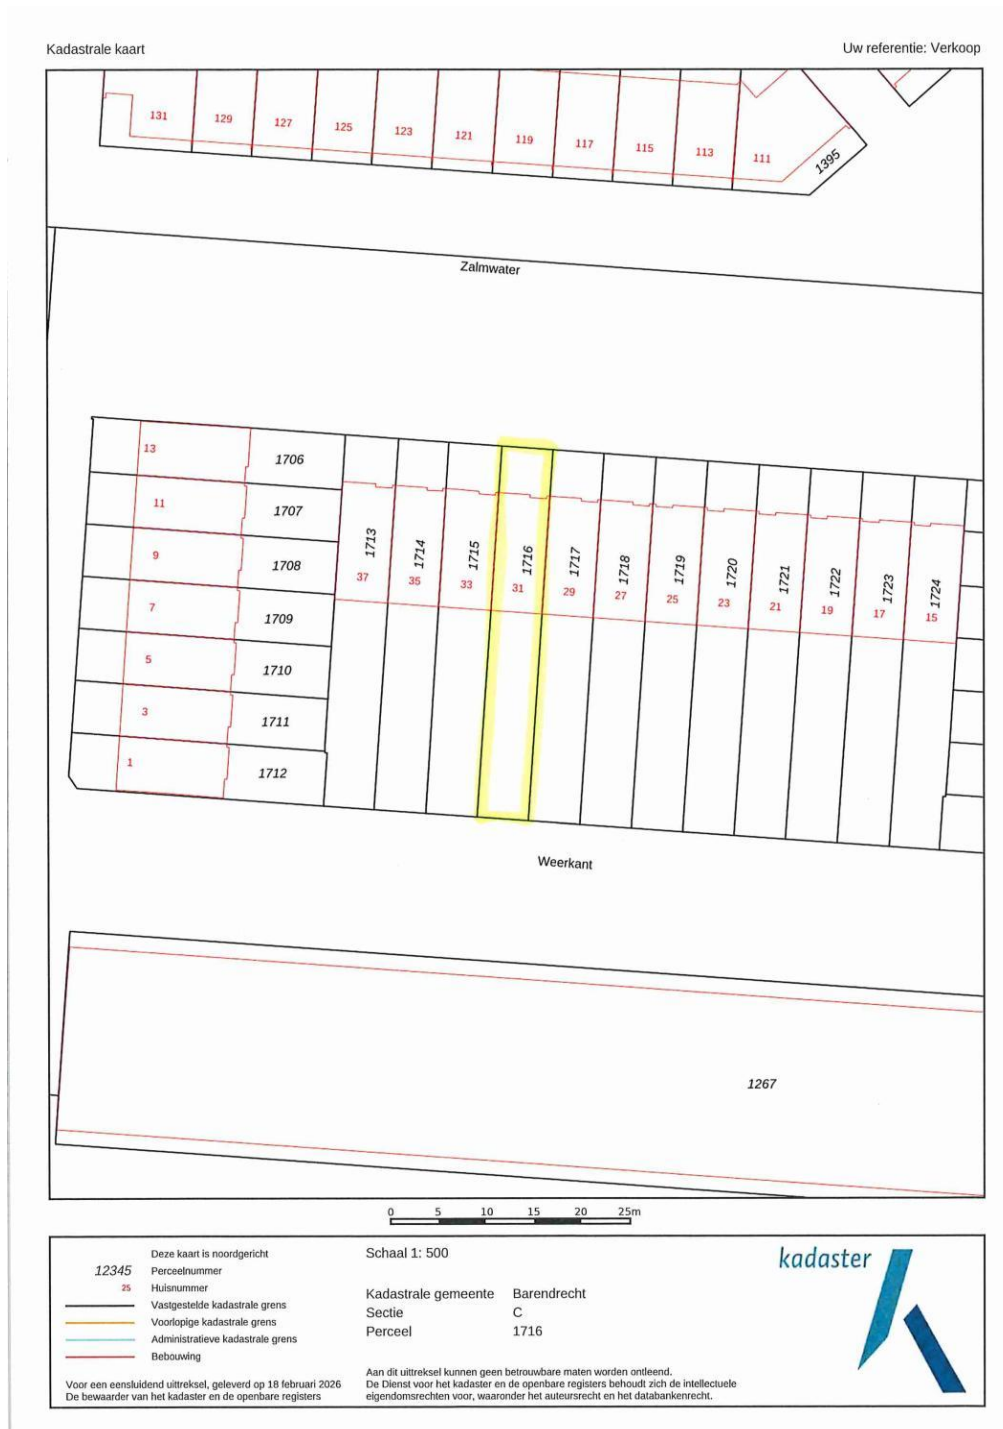 Kadastrale kaart
Uw referentie: Verkoop
131
129
127
125
123
121
119
117
115
113
111
1395
Zalmwater
13
1706
11
1707
9
1708
7
1709
5
1710
3
1711
1
1712
1713
37
1714
35
1715
33
1716
31
1717
29
1718
27
1719
25
1720
23
1721
21
1722
19
1723
17
1724
15
Weerkant
1267
0 5 10 15 20 25m
Deze kaart is noordgericht
12345 Perceelnummer
25 Huisnummer
Vastgestelde kadastrale grens
Voorlopige kadastrale grens
Administratieve kadastrale grens
Bebouwing
Voor een eensluidend uittreksel, geleverd op 18 februari 2026
De bewaarder van het kadaster en de openbare registers
Schaal 1: 500
Kadastrale gemeente Barendrecht
Sectie C
Perceel 1716
Aan dit uittreksel kunnen geen betrouwbare maten worden ontleend.
De Dienst voor het kadaster en de openbare registers behoudt zich de intellectuele
eigendomsrechten voor, waaronder het auteursrecht en het databankenrecht.
kadaster